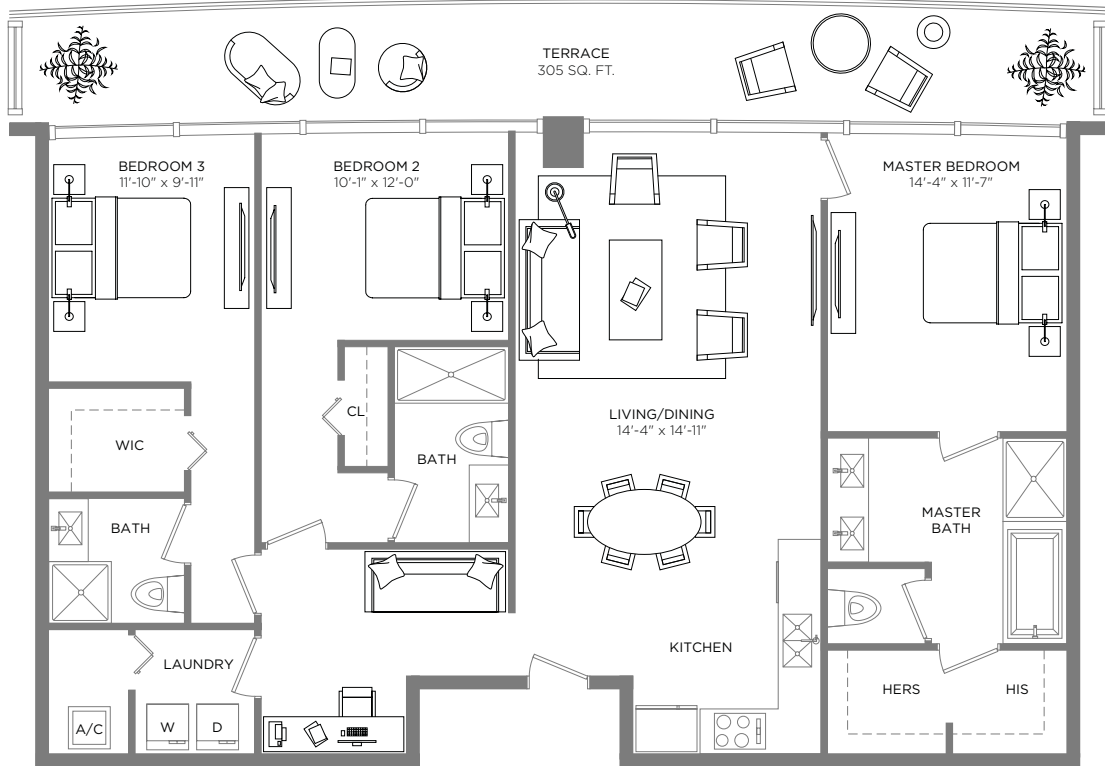 TERRACE
305 SQ. FT.
BEDROOM 3
11'-10" x 9'-11"
BEDROOM 2
10'-1" x 12'-0"
MASTER BEDROOM
14'-4" x 11'-7"
CL
LIVING/DINING
14'-4" x 14'-11"
WIC
BATH
BATH
MASTER
BATH
KITCHEN
LAUNDRY
HERS
HIS
A/C
W
D